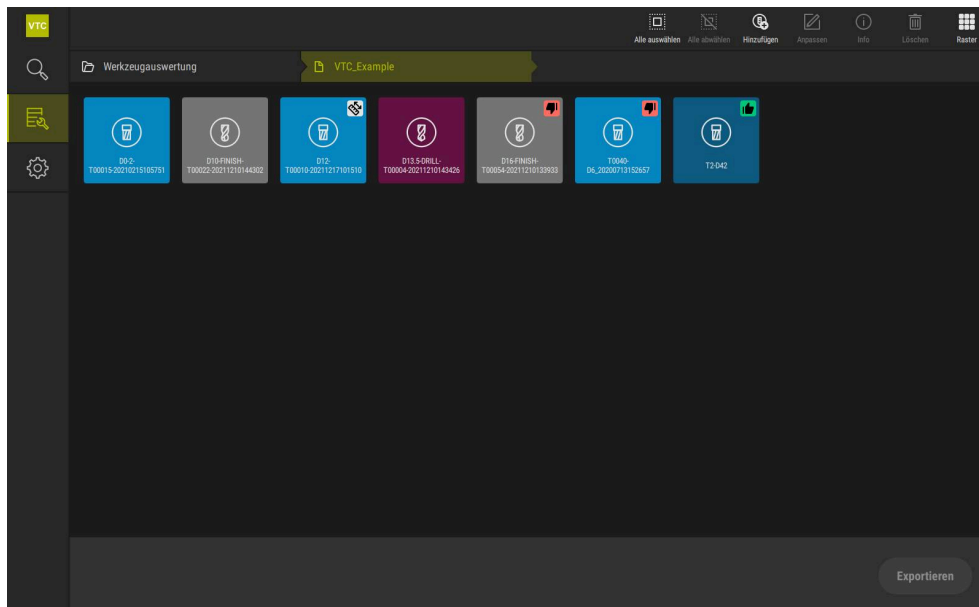 VTC
Alle auswählen Alle abwählen Hinzufügen Anpassen Info Löschen Raster
Werkzeugauswertung VTC_Example
D0-2-
T00015-20210215105751
D10-FINISH-
T00022-20211210144302
D12-
T00010-20211217101510
D13.5-DRILL-
T00004-20211210143426
D16-FINISH-
T00054-20211210133933
T0040-
D6_20200713152657
T2-D42
Exportieren